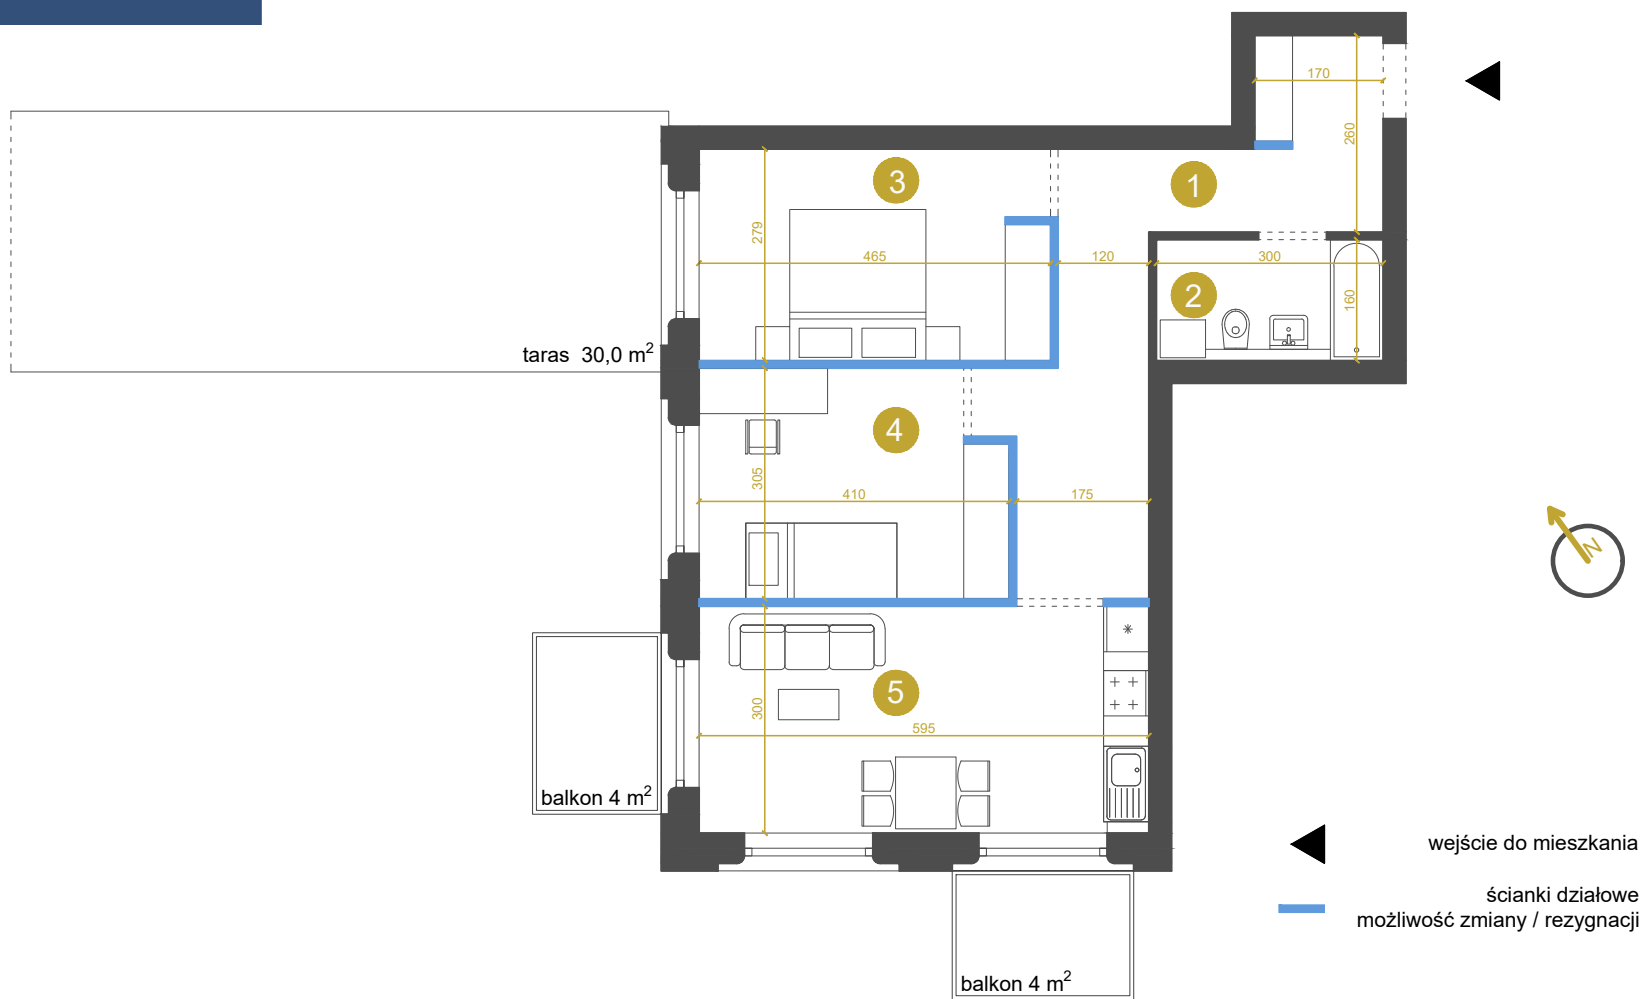 170
260
3
1
279
465
120
300
2
160
taras 30,0 m²
4
305
410
175
N
5
300
595
balkon 4 m²
wejście do mieszkania
ścianki działowe
możliwość zmiany / rezygnacji
balkon 4 m²